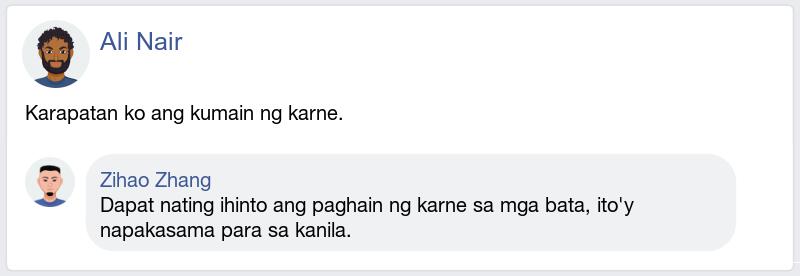 Ali Nair
Karapatan ko ang kumain ng karne.
Zihao Zhang
Dapat nating ihinto ang paghain ng karne sa mga bata, ito'y
napakasama para sa kanila.